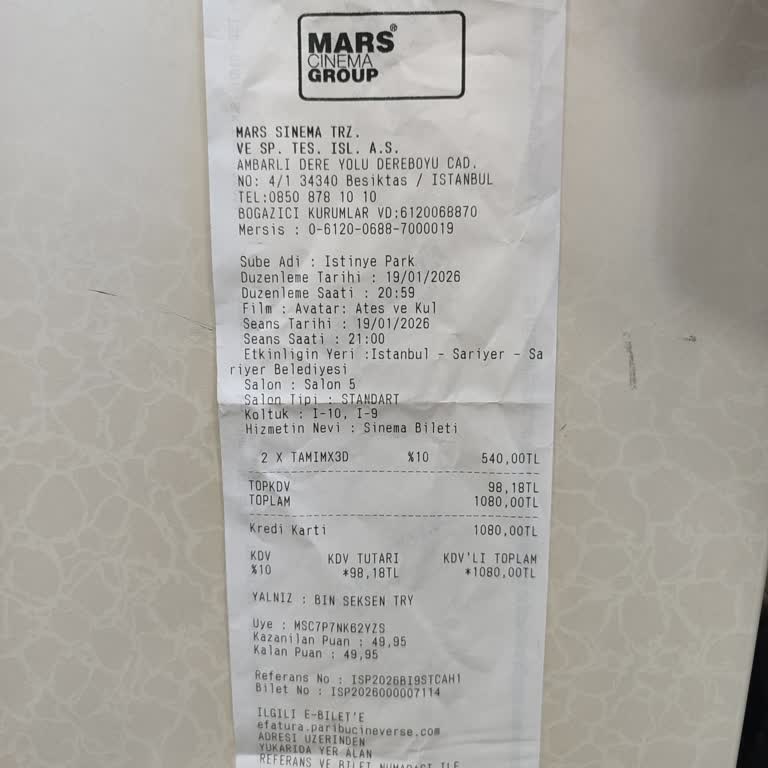 MARS®
CINEMA
GROUP
MARS SINEMA TRZ.
VE SP. TES. ISL. A.S.
AMBARLI DERE YOLU DEREBOYU CAD.
NO: 4/1 34340 Besiktas / ISTANBUL
TEL:0850 878 10 10
BOGAZICI KURUMLAR VD:6120068870
Mersis : 0-6120-0688-7000019
Sube Adi : Istinye Park
Duzenleme Tarihi : 19/01/2026
Duzenleme Saati : 20:59
Film : Avatar: Ates ve Kul
Seans Tarihi : 19/01/2026
Seans Saati : 21:00
Etkinligin Yeri :Istanbul - Sariyer - Sa
riyer Belediyesi
Salon : Salon 5
Salon Tipi : STANDART
Koltuk : I-10, I-9
Hizmetin Nevi : Sinema Bileti
2 X TAMIMX3D %10 540,00TL
TOPKDV 98,18TL
TOPLAM 1080,00TL
Kredi Karti 1080,00TL
KDV KDV TUTARI KDV'LI TOPLAM
%10 *98,18TL *1080,00TL
YALNIZ : BIN SEKSEN TRY
Uye : MSC7P7NK62YZS
Kazanilan Puan : 49,95
Kalan Puan : 49,95
Referans No : ISP2026BI9STCAH1
Bilet No : ISP2026000007114
ILGILI E-BILET'E
efatura.paribucineverse.com
ADRESI UZERINDEN
YUKARIDA YER ALAN
REFERANS VE BILET NUMARASI ILE